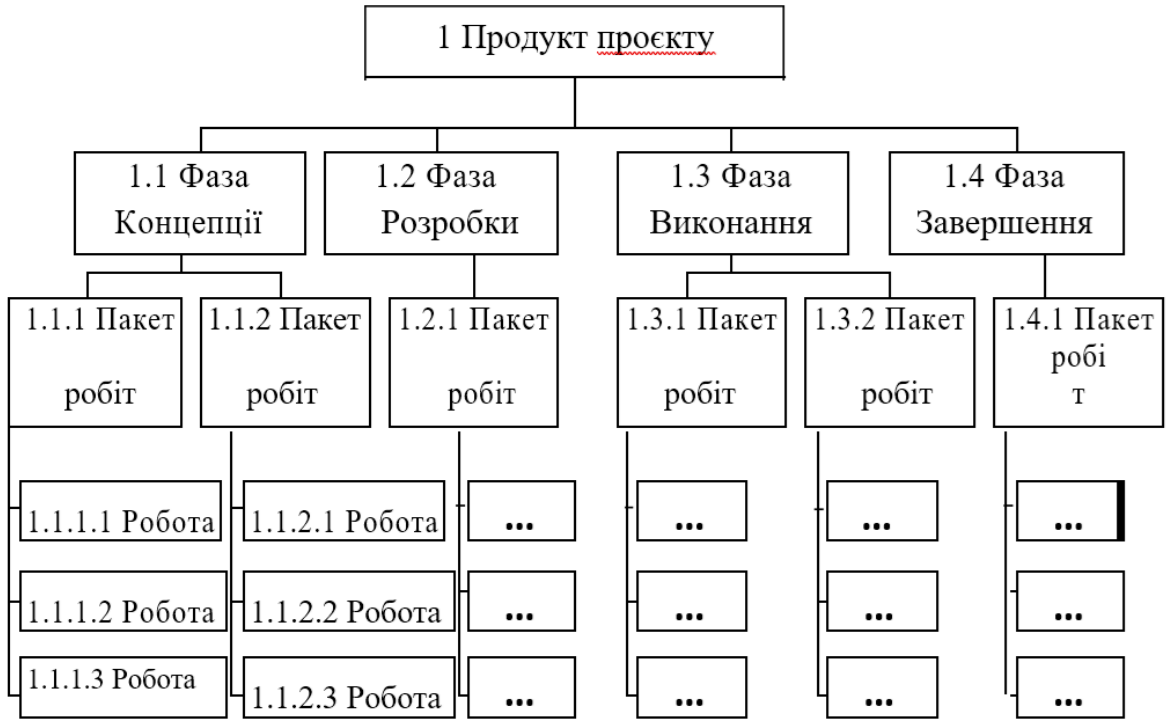 1 Продукт проєкту
1.1 Фаза
Концепції
1.2 Фаза
Розробки
1.3 Фаза
Виконання
1.4 Фаза
Завершення
1.1.1 Пакет
робіт
1.1.2 Пакет
робіт
1.2.1 Пакет
робіт
1.3.1 Пакет
робіт
1.3.2 Пакет
робіт
1.4.1 Пакет
робі
т
1.1.1.1 Робота
1.1.2.1 Робота
...
...
...
...
1.1.1.2 Робота
1.1.2.2 Робота
...
...
...
...
1.1.1.3 Робота
1.1.2.3 Робота
...
...
...
...